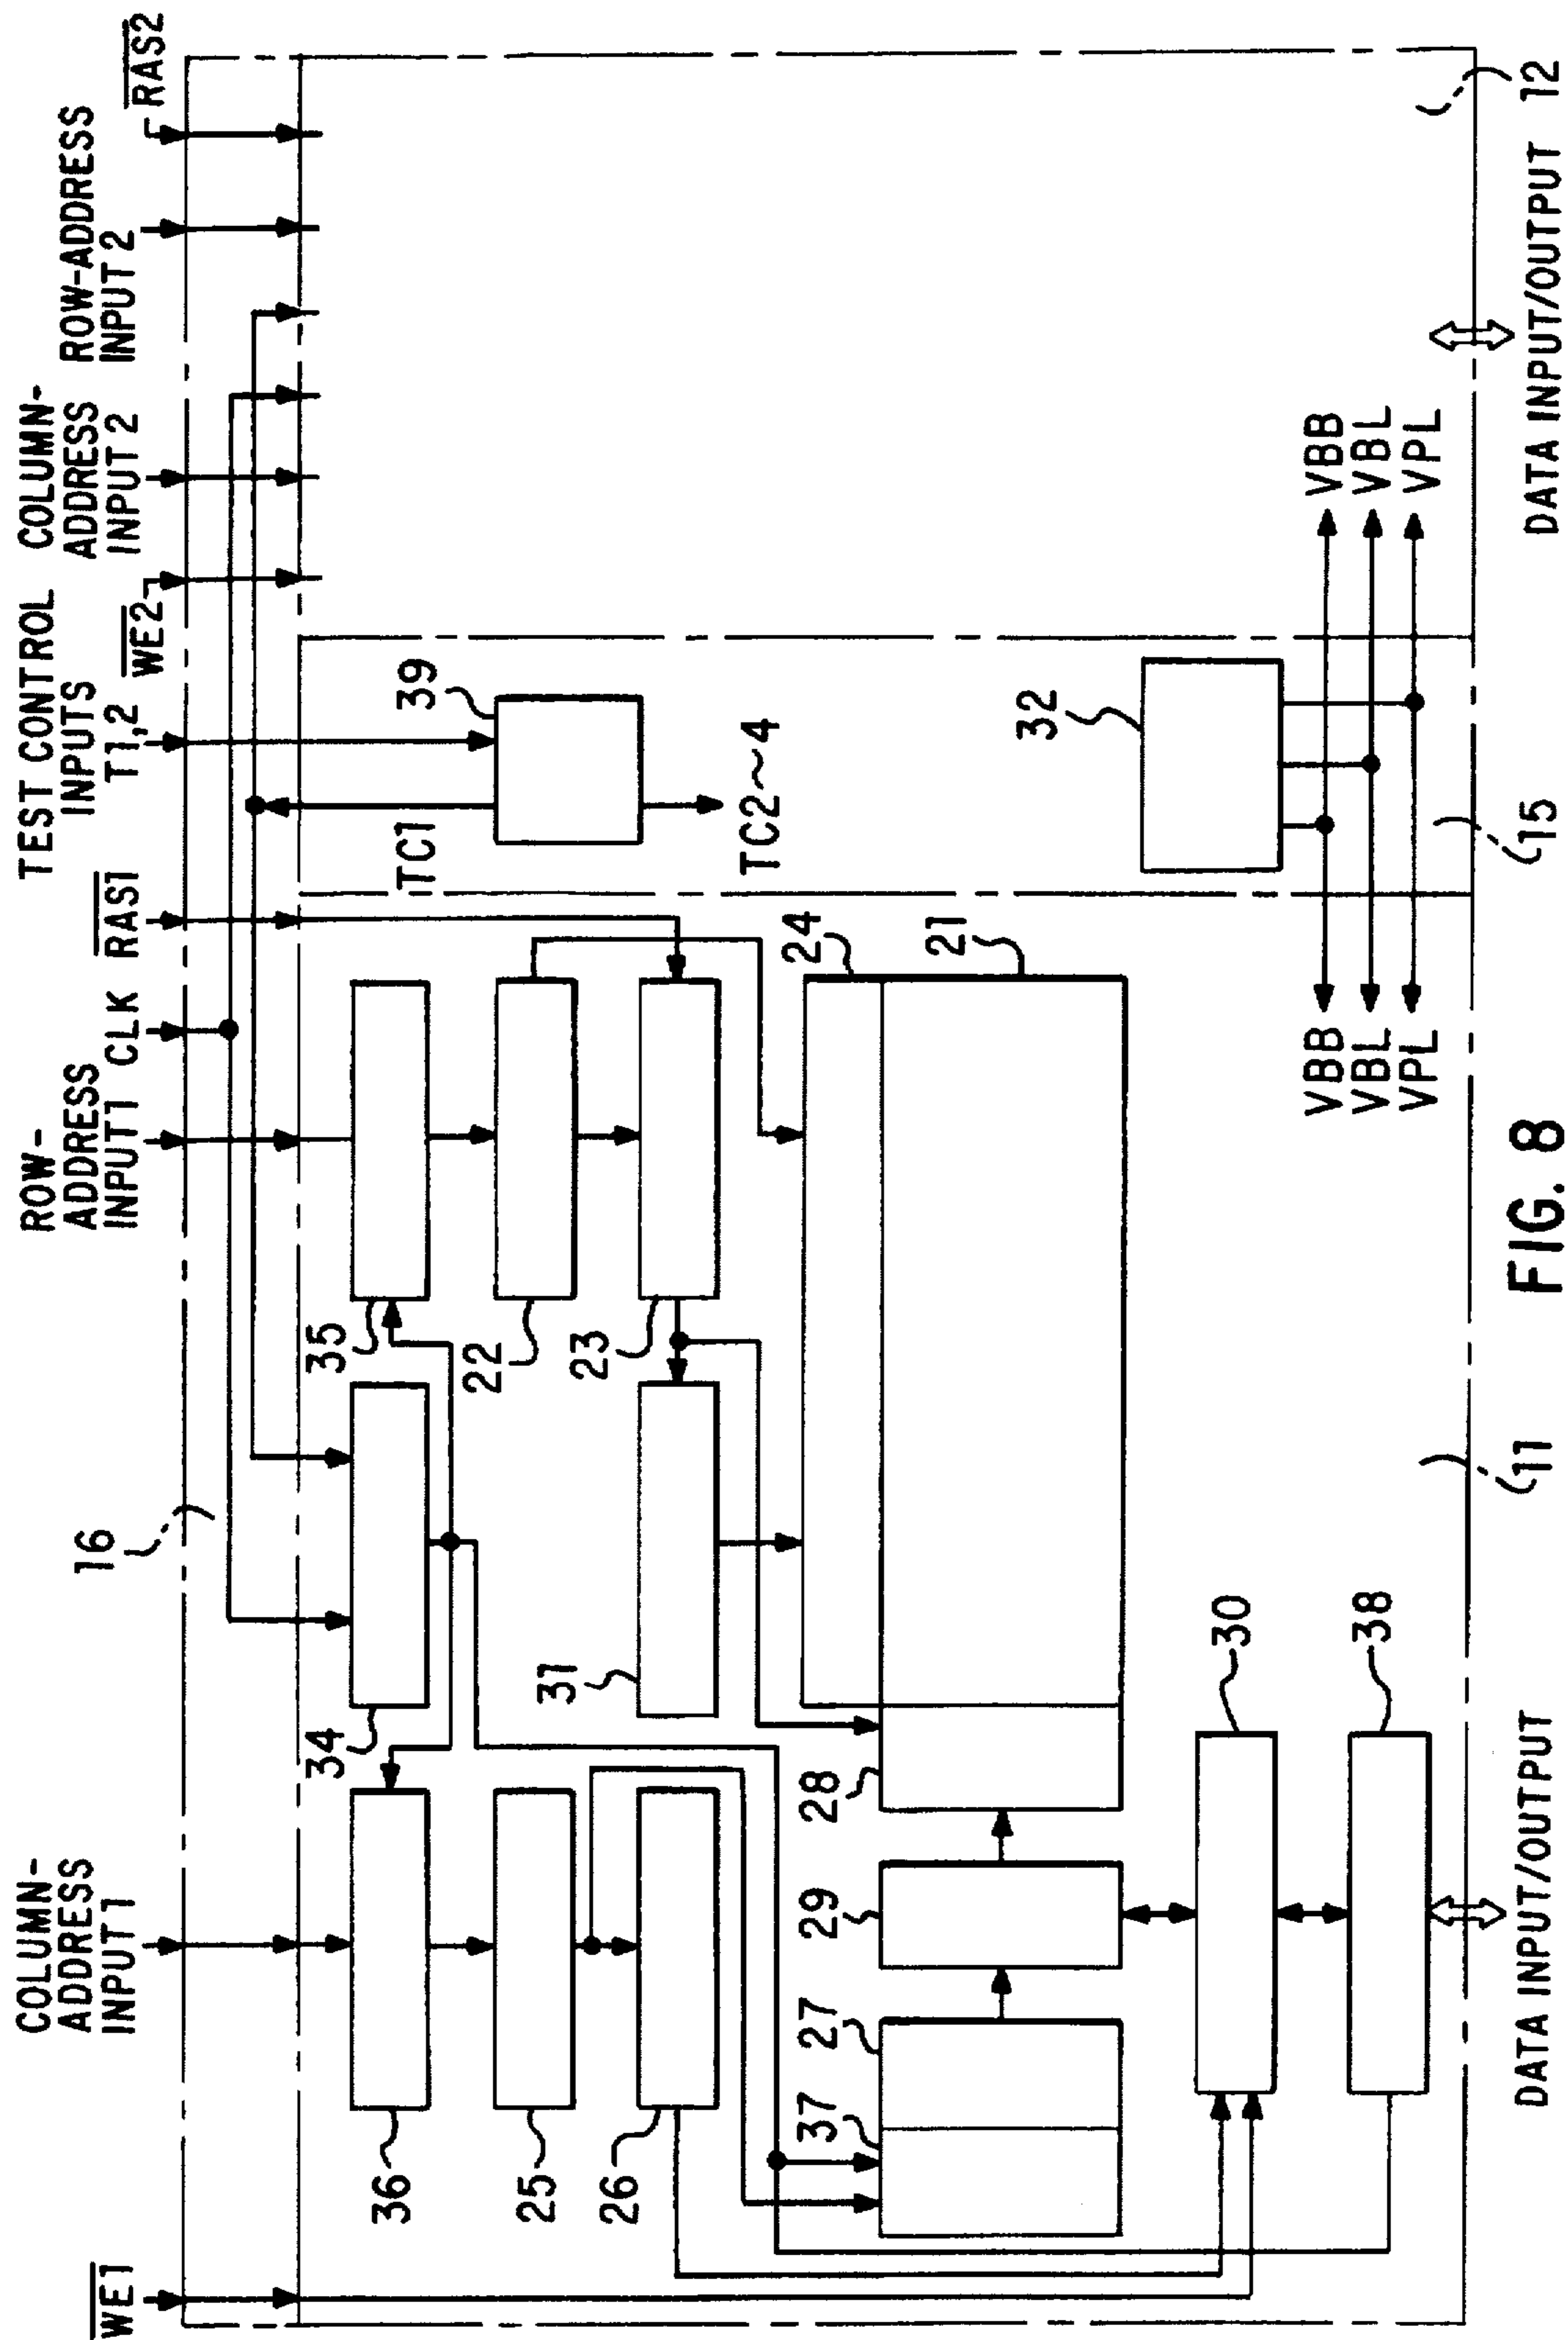 WE1
COLUMN-
ADDRESS
INPUT1
ROW-
ADDRESS
INPUT1
CLK
RAS1
TEST CONTROL
INPUTS
T1,2
WE2
COLUMN-
ADDRESS
INPUT 2
ROW-ADDRESS
INPUT 2
RAS2
16
36
34
35
TC1
39
25
22
TC2~4
26
31
23
37
27
29
28
24
21
30
38
32
VBB
VBL
VPL
VBB
VBL
VPL
11
15
12
DATA INPUT/OUTPUT
DATA INPUT/OUTPUT
FIG. 8